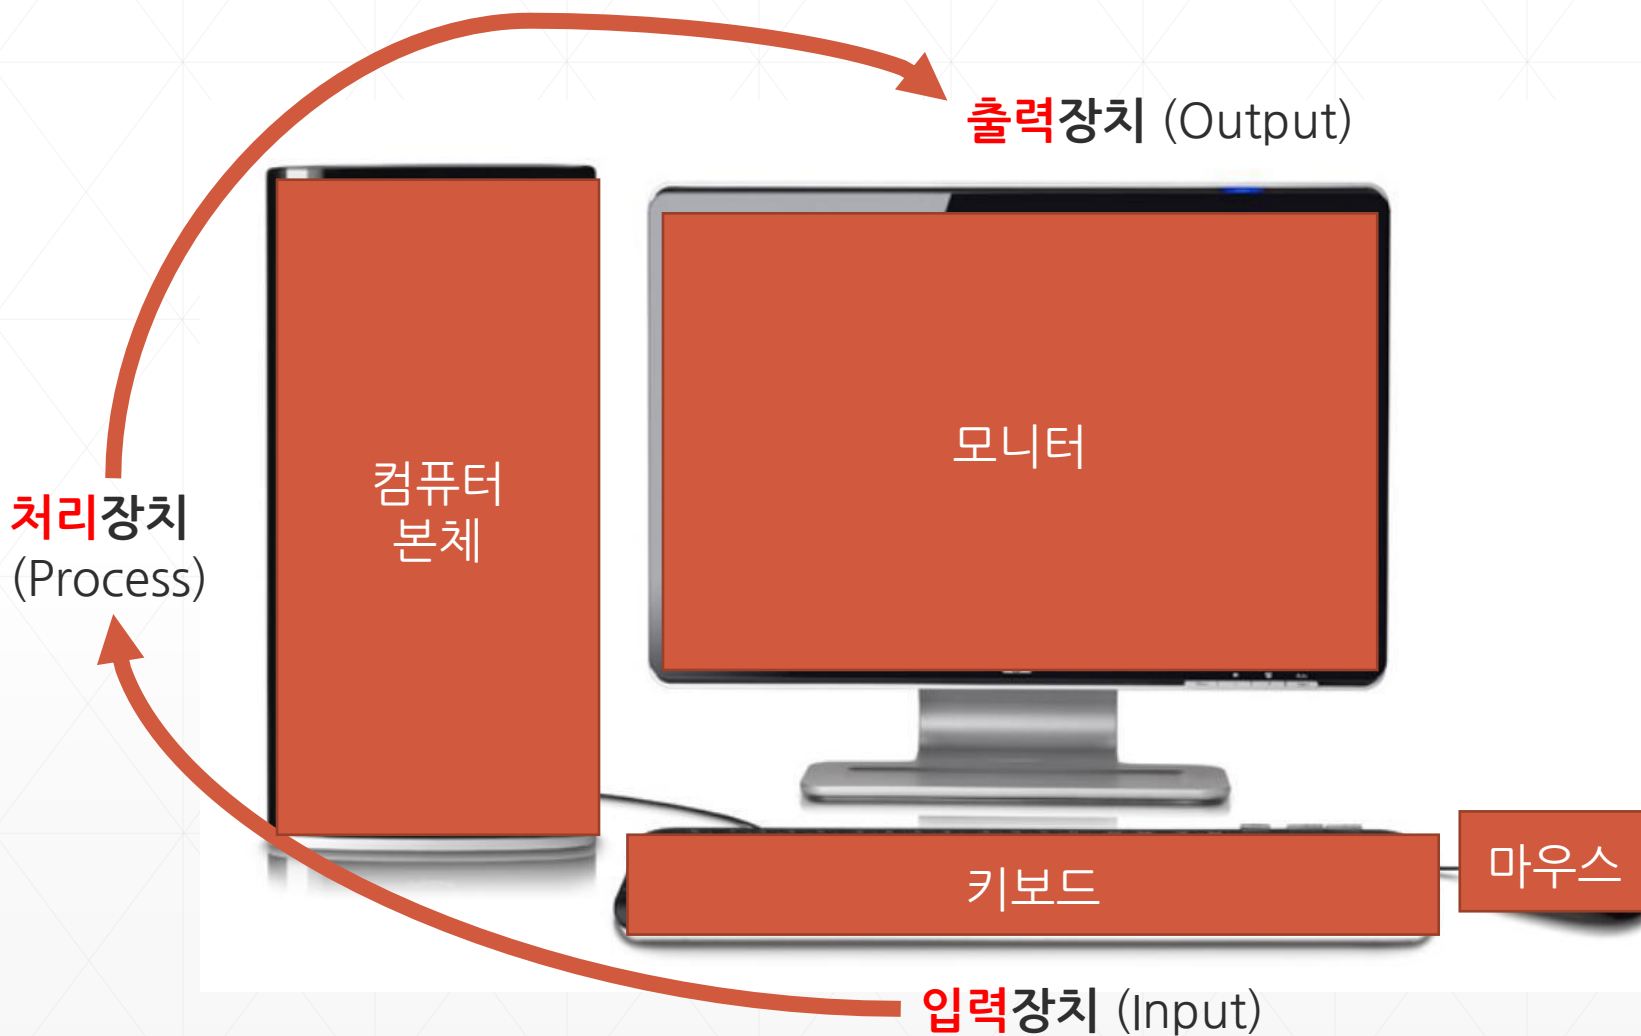 출력장치 (Output)
모니터
컴퓨터
본체
처리장치
(Process)
키보드
마우스
입력장치 (Input)